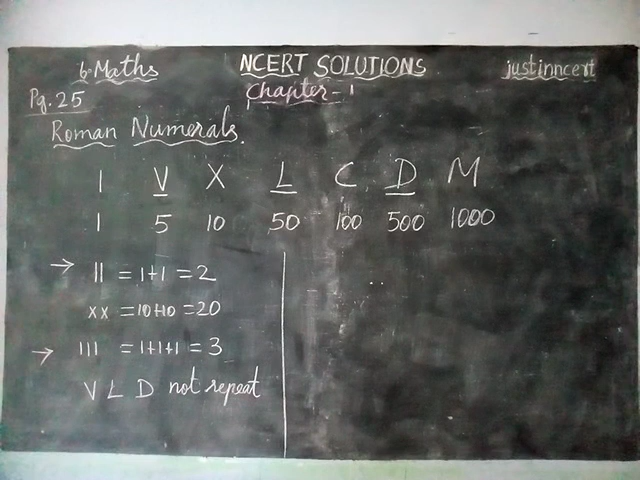 6.Maths NCERT SOLUTIONS justinncert
Pg.25 Chapter-1
Roman Numerals.
I V X L C D M
1 5 10 50 100 500 1000
→ II = 1+1 = 2
XX = 10+10 = 20
→ III = 1+1+1 = 3
V L D not repeat